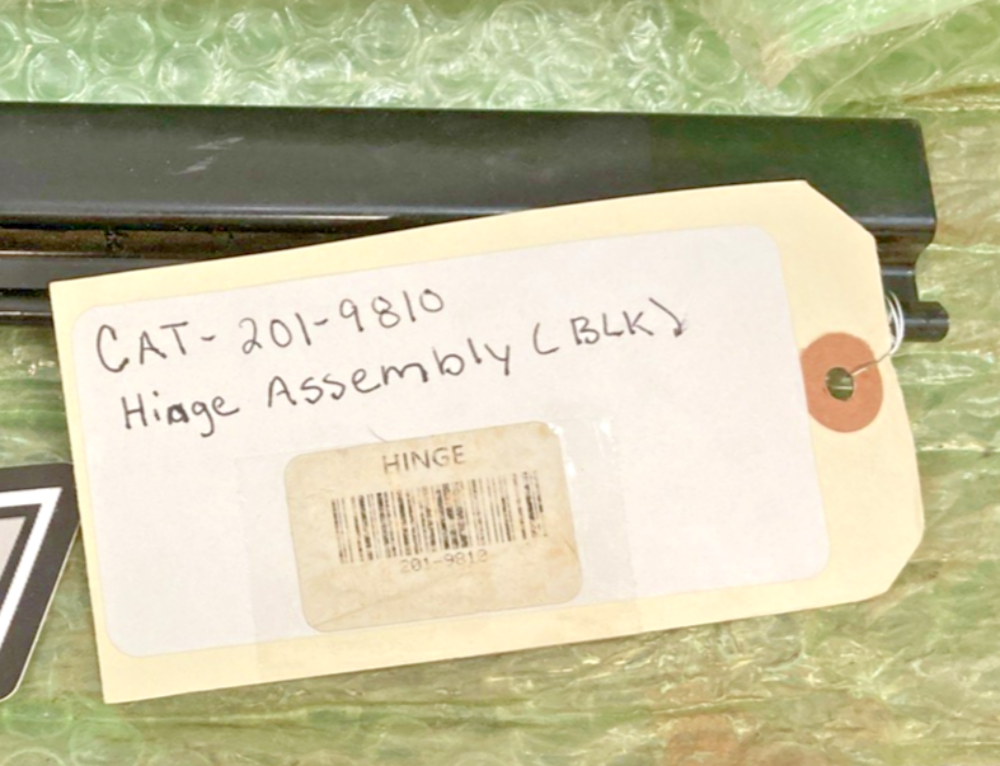 CAT-201-9810
Hinge Assembly (BLK)
HINGE
201-9810